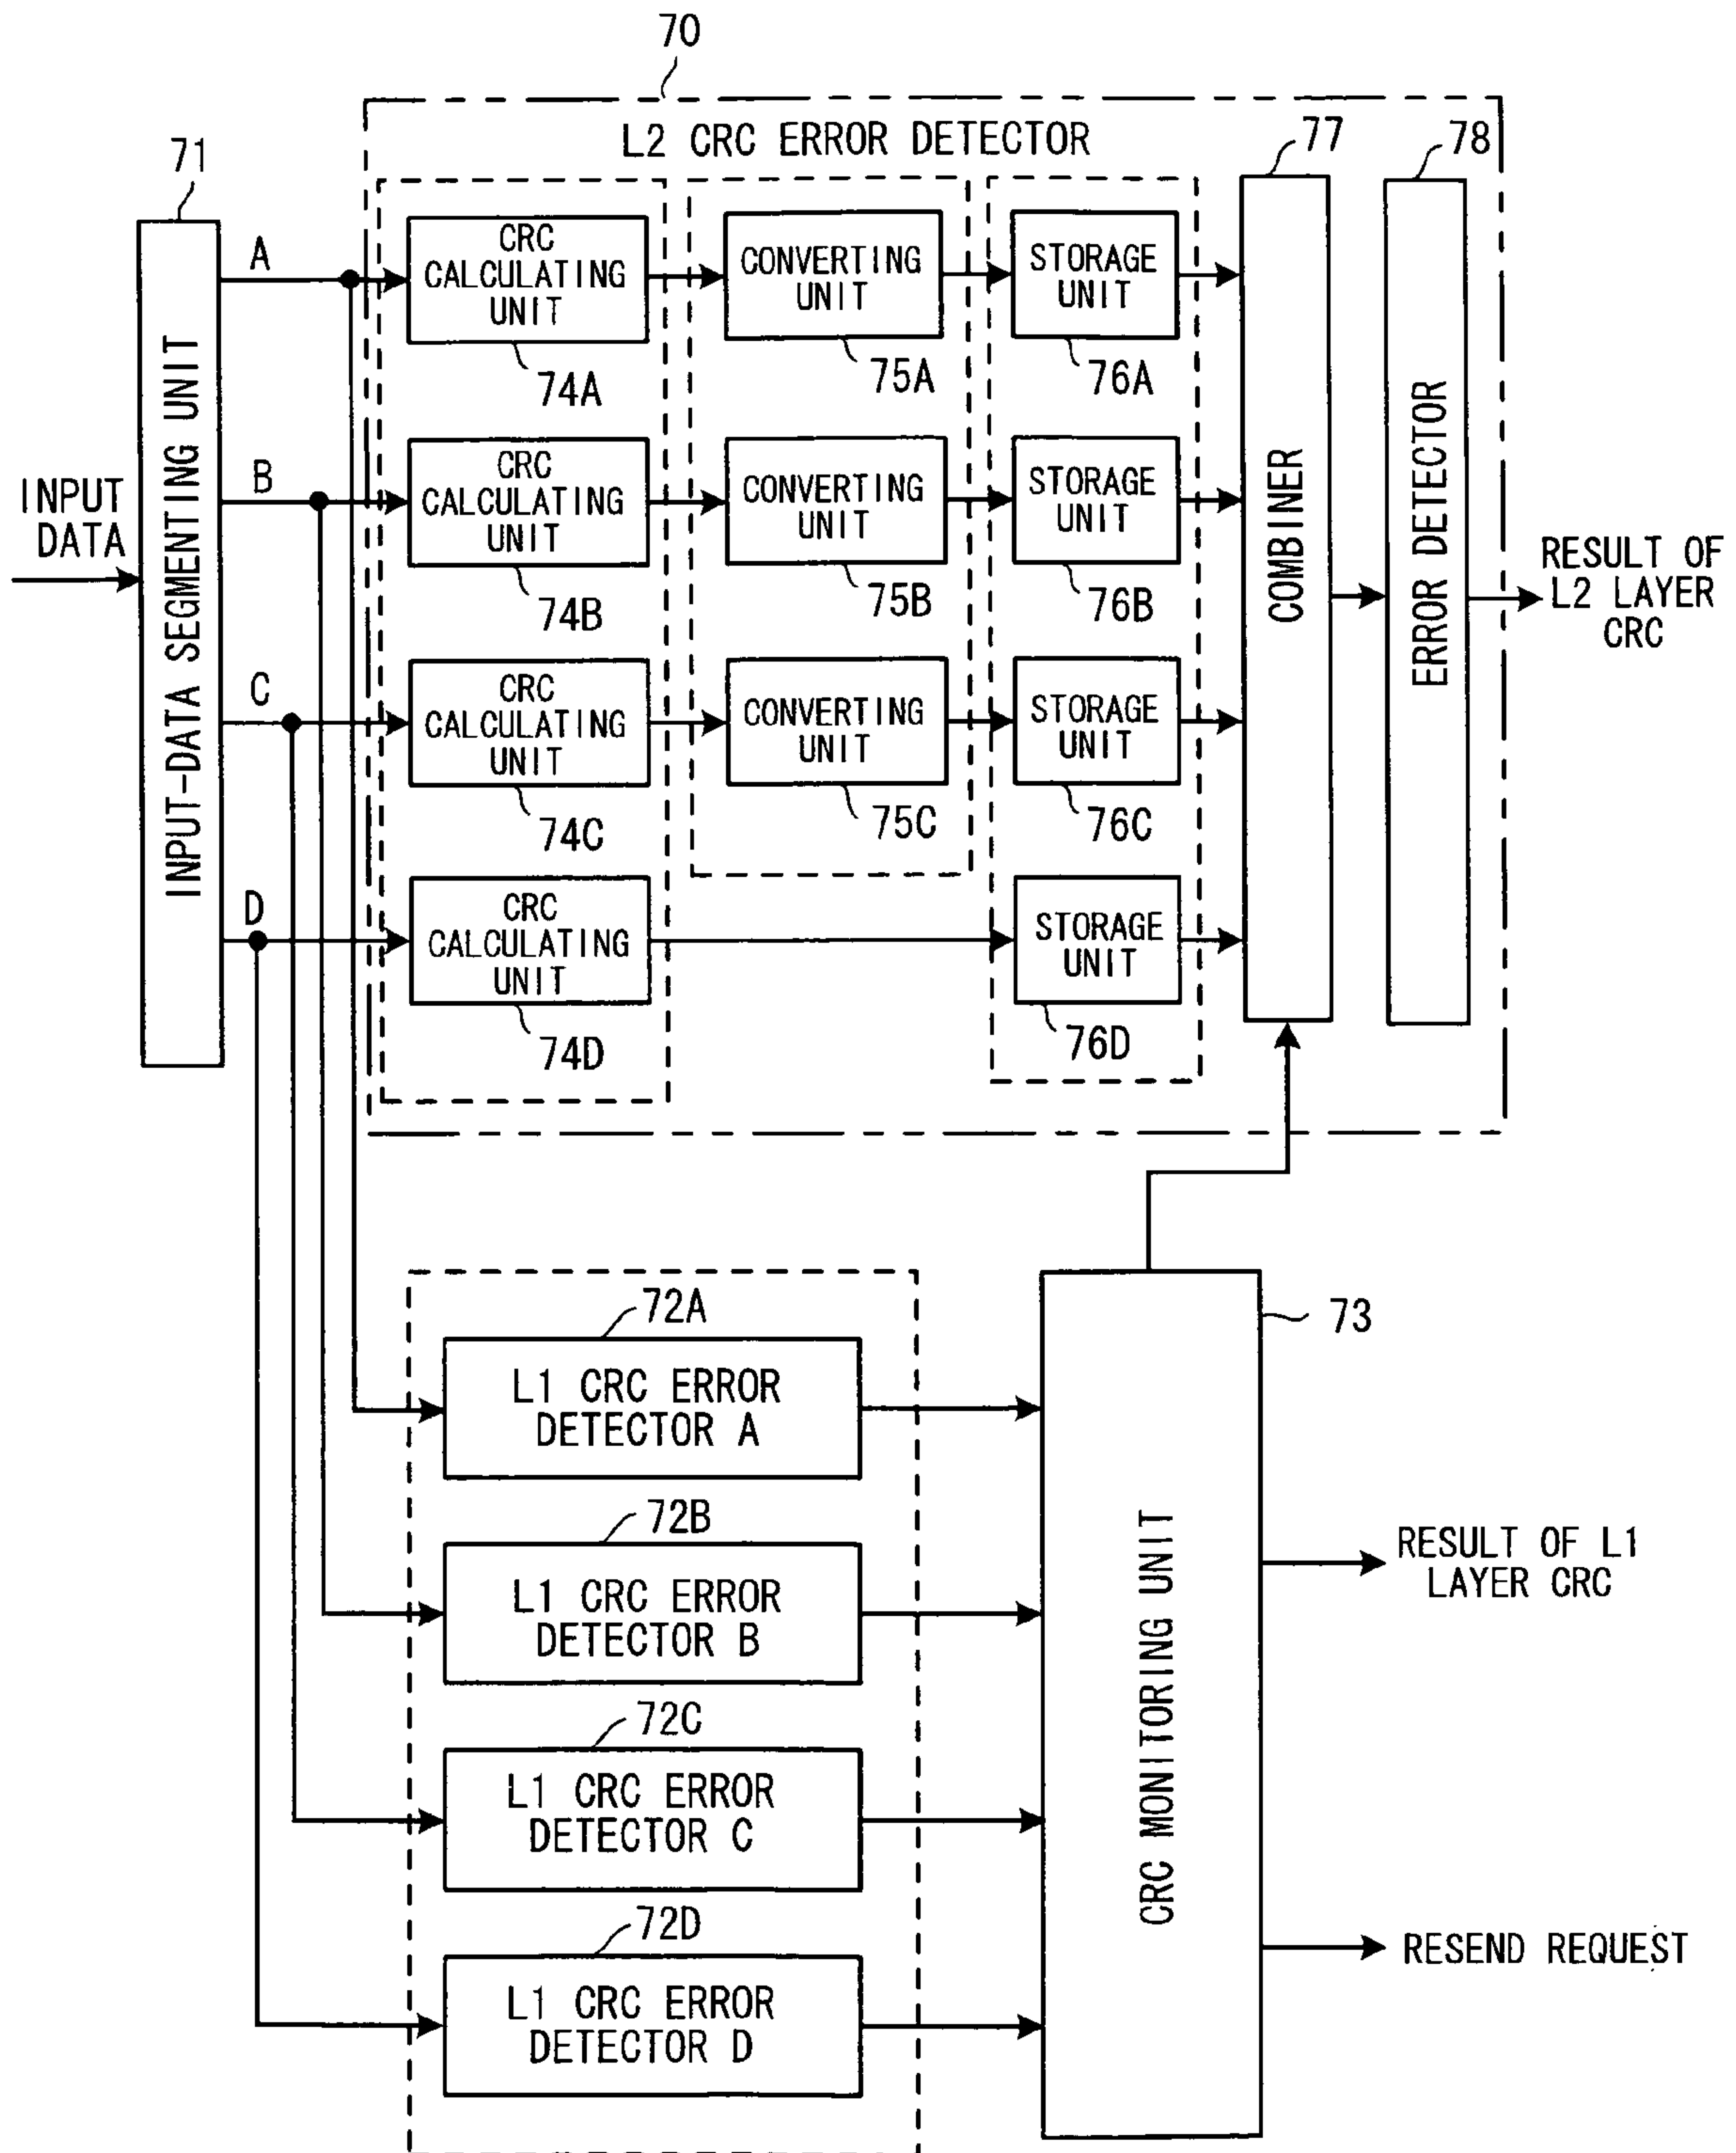 70
L2 CRC ERROR DETECTOR
71
77
78
A
CRC
CALCULATING
UNIT
CONVERTING
UNIT
STORAGE
UNIT
74A
75A
76A
B
CRC
CALCULATING
UNIT
CONVERTING
UNIT
STORAGE
UNIT
74B
75B
76B
INPUT
DATA
INPUT-DATA SEGMENTING UNIT
COMBINER
ERROR DETECTOR
RESULT OF
L2 LAYER
CRC
C
CRC
CALCULATING
UNIT
CONVERTING
UNIT
STORAGE
UNIT
74C
75C
76C
D
CRC
CALCULATING
UNIT
STORAGE
UNIT
74D
76D
72A
73
L1 CRC ERROR
DETECTOR A
72B
L1 CRC ERROR
DETECTOR B
CRC MONITORING UNIT
RESULT OF L1
LAYER CRC
72C
L1 CRC ERROR
DETECTOR C
72D
L1 CRC ERROR
DETECTOR D
RESEND REQUEST